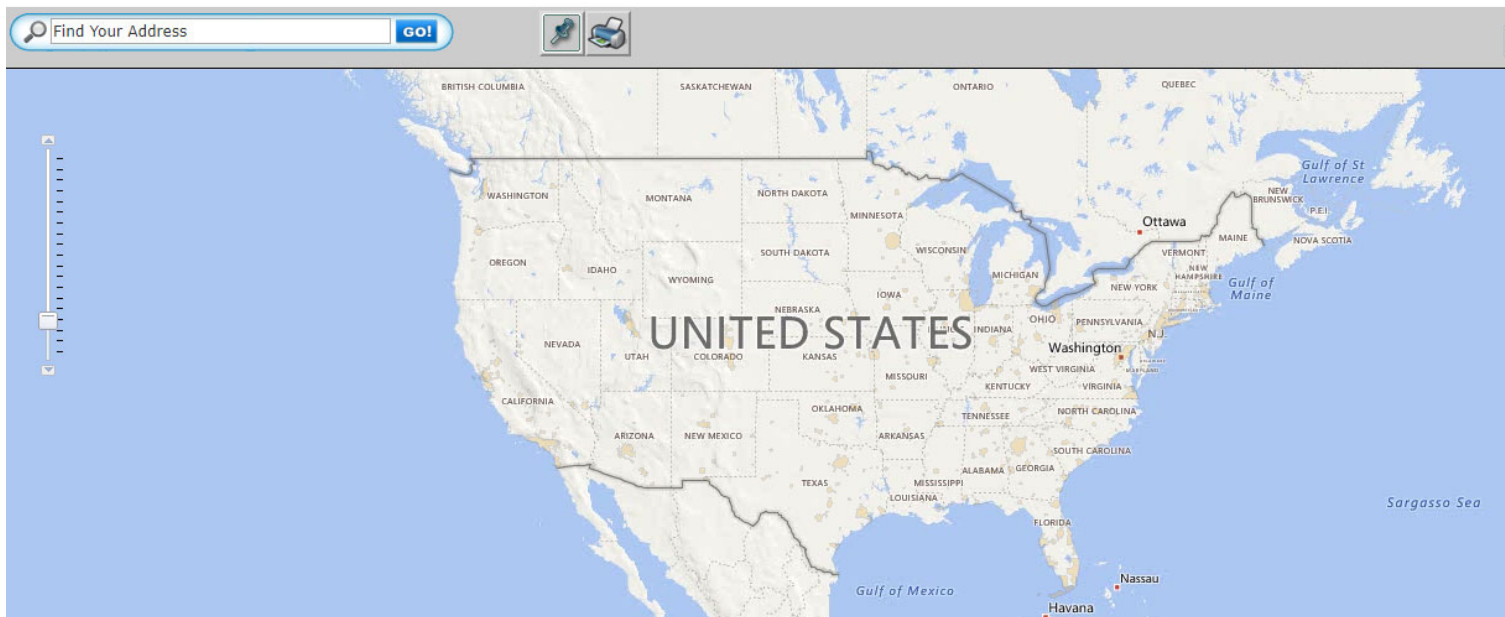 Find Your Address
GO!
BRITISH COLUMBIA
SASKATCHEWAN
ONTARIO
QUEBEC
Gulf of St
Lawrence
NEW
BRUNSWICK
P.E.I.
WASHINGTON
MONTANA
NORTH DAKOTA
MINNESOTA
Ottawa
MAINE
NOVA SCOTIA
OREGON
IDAHO
SOUTH DAKOTA
WISCONSIN
VERMONT
WYOMING
MICHIGAN
NEW
HAMPSHIRE
Gulf of
Maine
NEW YORK
IOWA
NEBRASKA
UNITED STATES
INDIANA
OHIO
PENNSYLVANIA
N.J.
NEVADA
UTAH
COLORADO
KANSAS
Washington
MISSOURI
WEST VIRGINIA
KENTUCKY
VIRGINIA
CALIFORNIA
OKLAHOMA
TENNESSEE
NORTH CAROLINA
ARIZONA
NEW MEXICO
ARKANSAS
SOUTH CAROLINA
TEXAS
MISSISSIPPI
ALABAMA
GEORGIA
LOUISIANA
Sargasso Sea
FLORIDA
Gulf of Mexico
Nassau
Havana